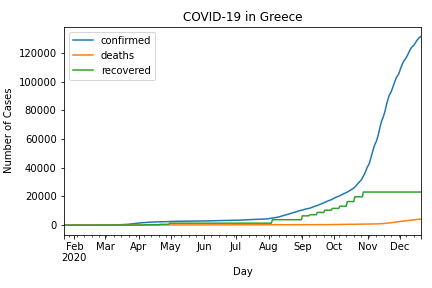 COVID-19 in Greece
confirmed
deaths
recovered
120000
100000
80000
60000
40000
20000
0
Number of Cases
Feb Mar Apr May Jun Jul Aug Sep Oct Nov Dec
2020
Day